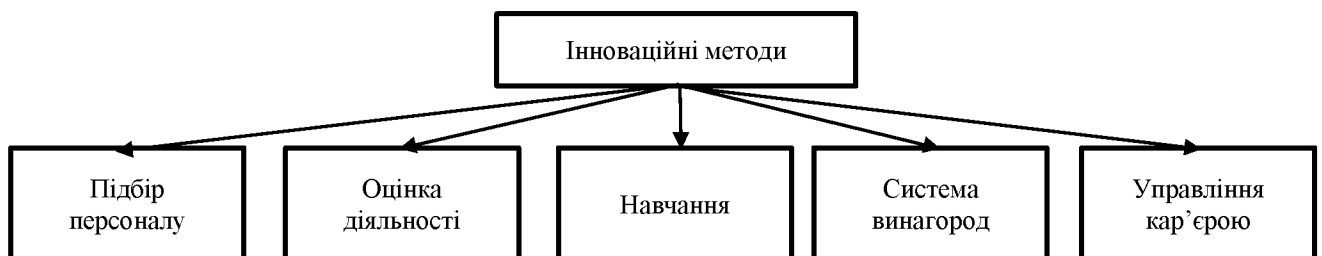 Інноваційні методи
Підбір
персоналу
Оцінка
діяльності
Навчання
Система
винагород
Управління
кар’єрою